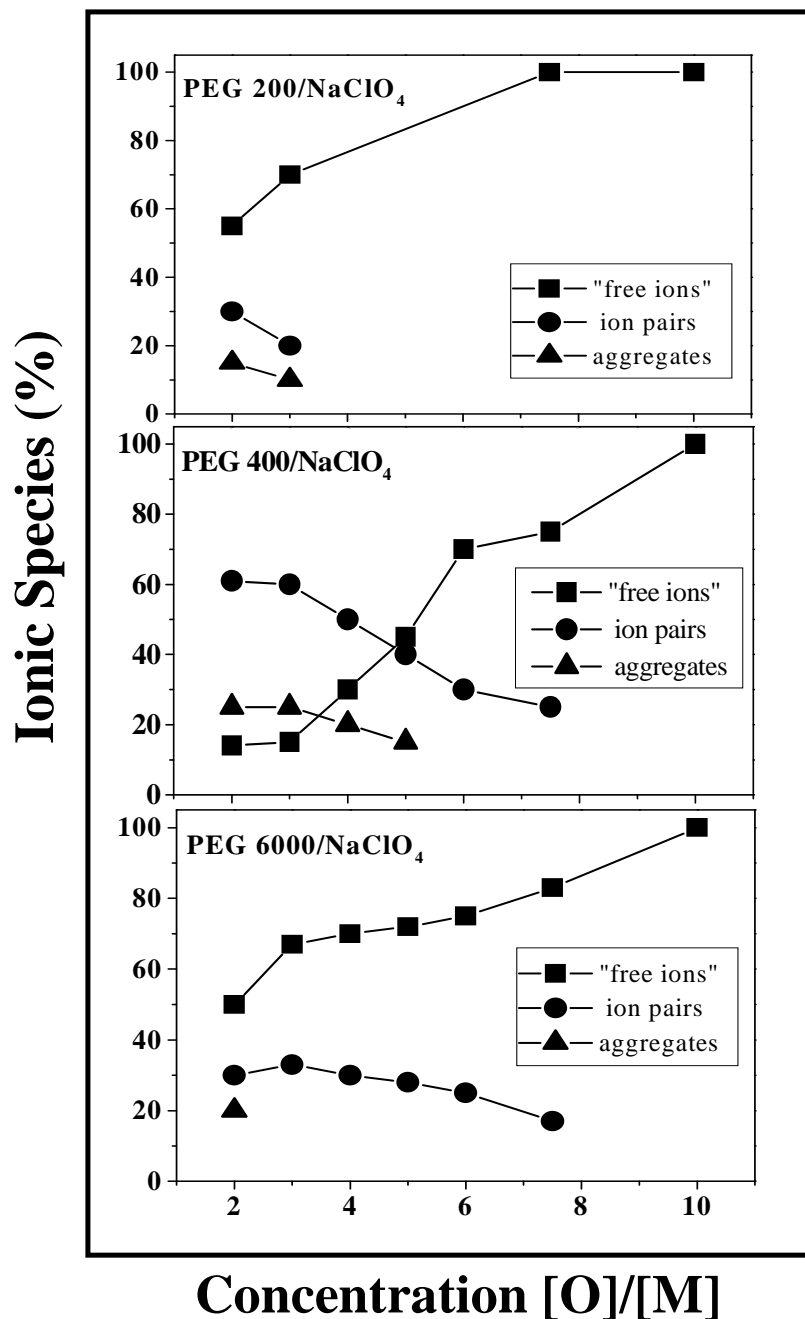 Ionic Species (%)
PEG 200/NaClO4
100
80
60
40
20
0
"free ions"
ion pairs
aggregates
PEG 400/NaClO4
100
80
60
40
20
0
"free ions"
ion pairs
aggregates
PEG 6000/NaClO4
100
80
60
40
20
0
"free ions"
ion pairs
aggregates
2 4 6 8 10
Concentration [O]/[M]